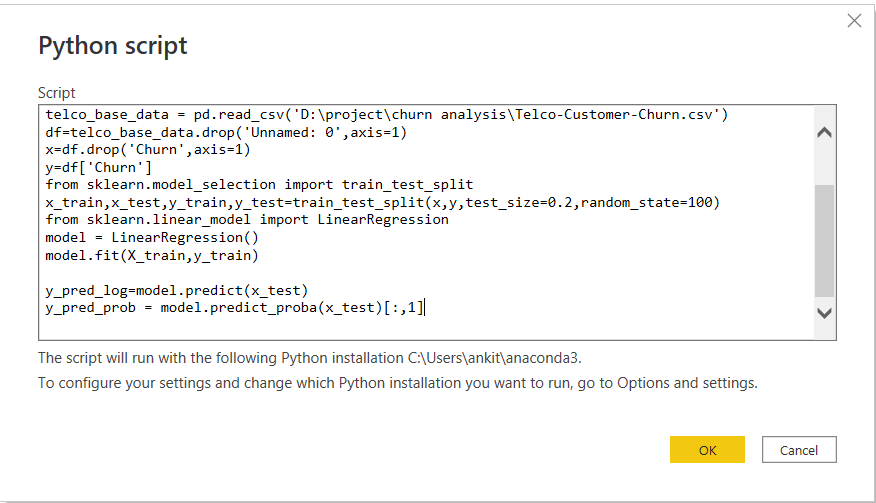 Python script
Script
telco_base_data = pd.read_csv('D:\project\churn analysis\Telco-Customer-Churn.csv')
df=telco_base_data.drop('Unnamed: 0',axis=1)
x=df.drop('Churn',axis=1)
y=df['Churn']
from sklearn.model_selection import train_test_split
x_train,x_test,y_train,y_test=train_test_split(x,y,test_size=0.2,random_state=100)
from sklearn.linear_model import LinearRegression
model = LinearRegression()
model.fit(X_train,y_train)
y_pred_log=model.predict(x_test)
y_pred_prob = model.predict_proba(x_test)[:,1]
The script will run with the following Python installation C:\Users\ankit\anaconda3.
To configure your settings and change which Python installation you want to run, go to Options and settings.
OK
Cancel